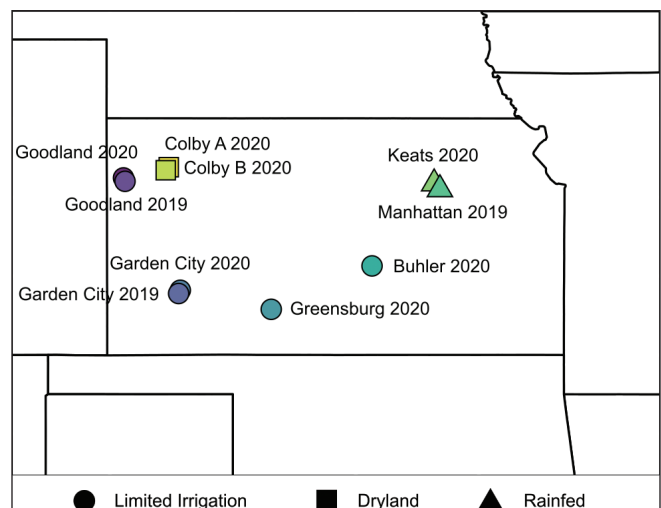 Colby A 2020
Goodland 2020
Colby B 2020
Keats 2020
Goodland 2019
Manhattan 2019
Garden City 2020
Buhler 2020
Garden City 2019
Greensburg 2020
Limited Irrigation
Dryland
Rainfed